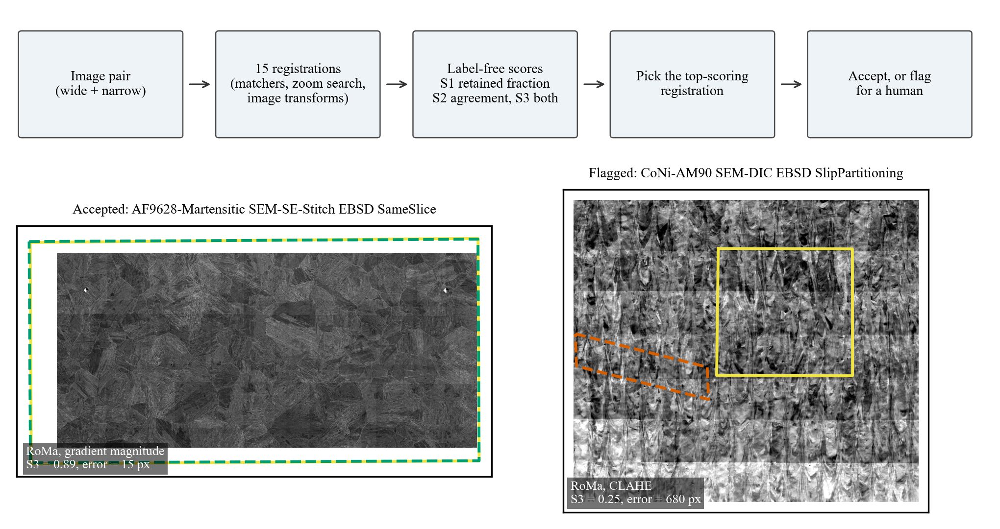 Image pair
(wide + narrow)
15 registrations
(matchers, zoom search,
image transforms)
Label-free scores
S1 retained fraction
S2 agreement, S3 both
Pick the top-scoring
registration
Accept, or flag
for a human
Accepted: AF9628-Martensitic SEM-SE-Stitch EBSD SameSlice
RoMa, gradient magnitude
S3 = 0.89, error = 15 px
Flagged: CoNi-AM90 SEM-DIC EBSD SlipPartitioning
RoMa, CLAHE
S3 = 0.25, error = 680 px